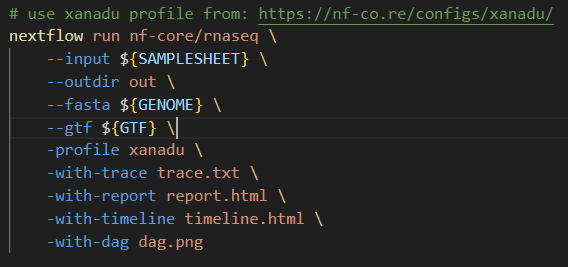 # use xanadu profile from: https://nf-co.re/configs/xanadu/
nextflow run nf-core/rnaseq \
--input ${SAMPLESHEET} \
--outdir out \
--fasta ${GENOME} \
--gtf ${GTF} \
-profile xanadu \
-with-trace trace.txt \
-with-report report.html \
-with-timeline timeline.html \
-with-dag dag.png